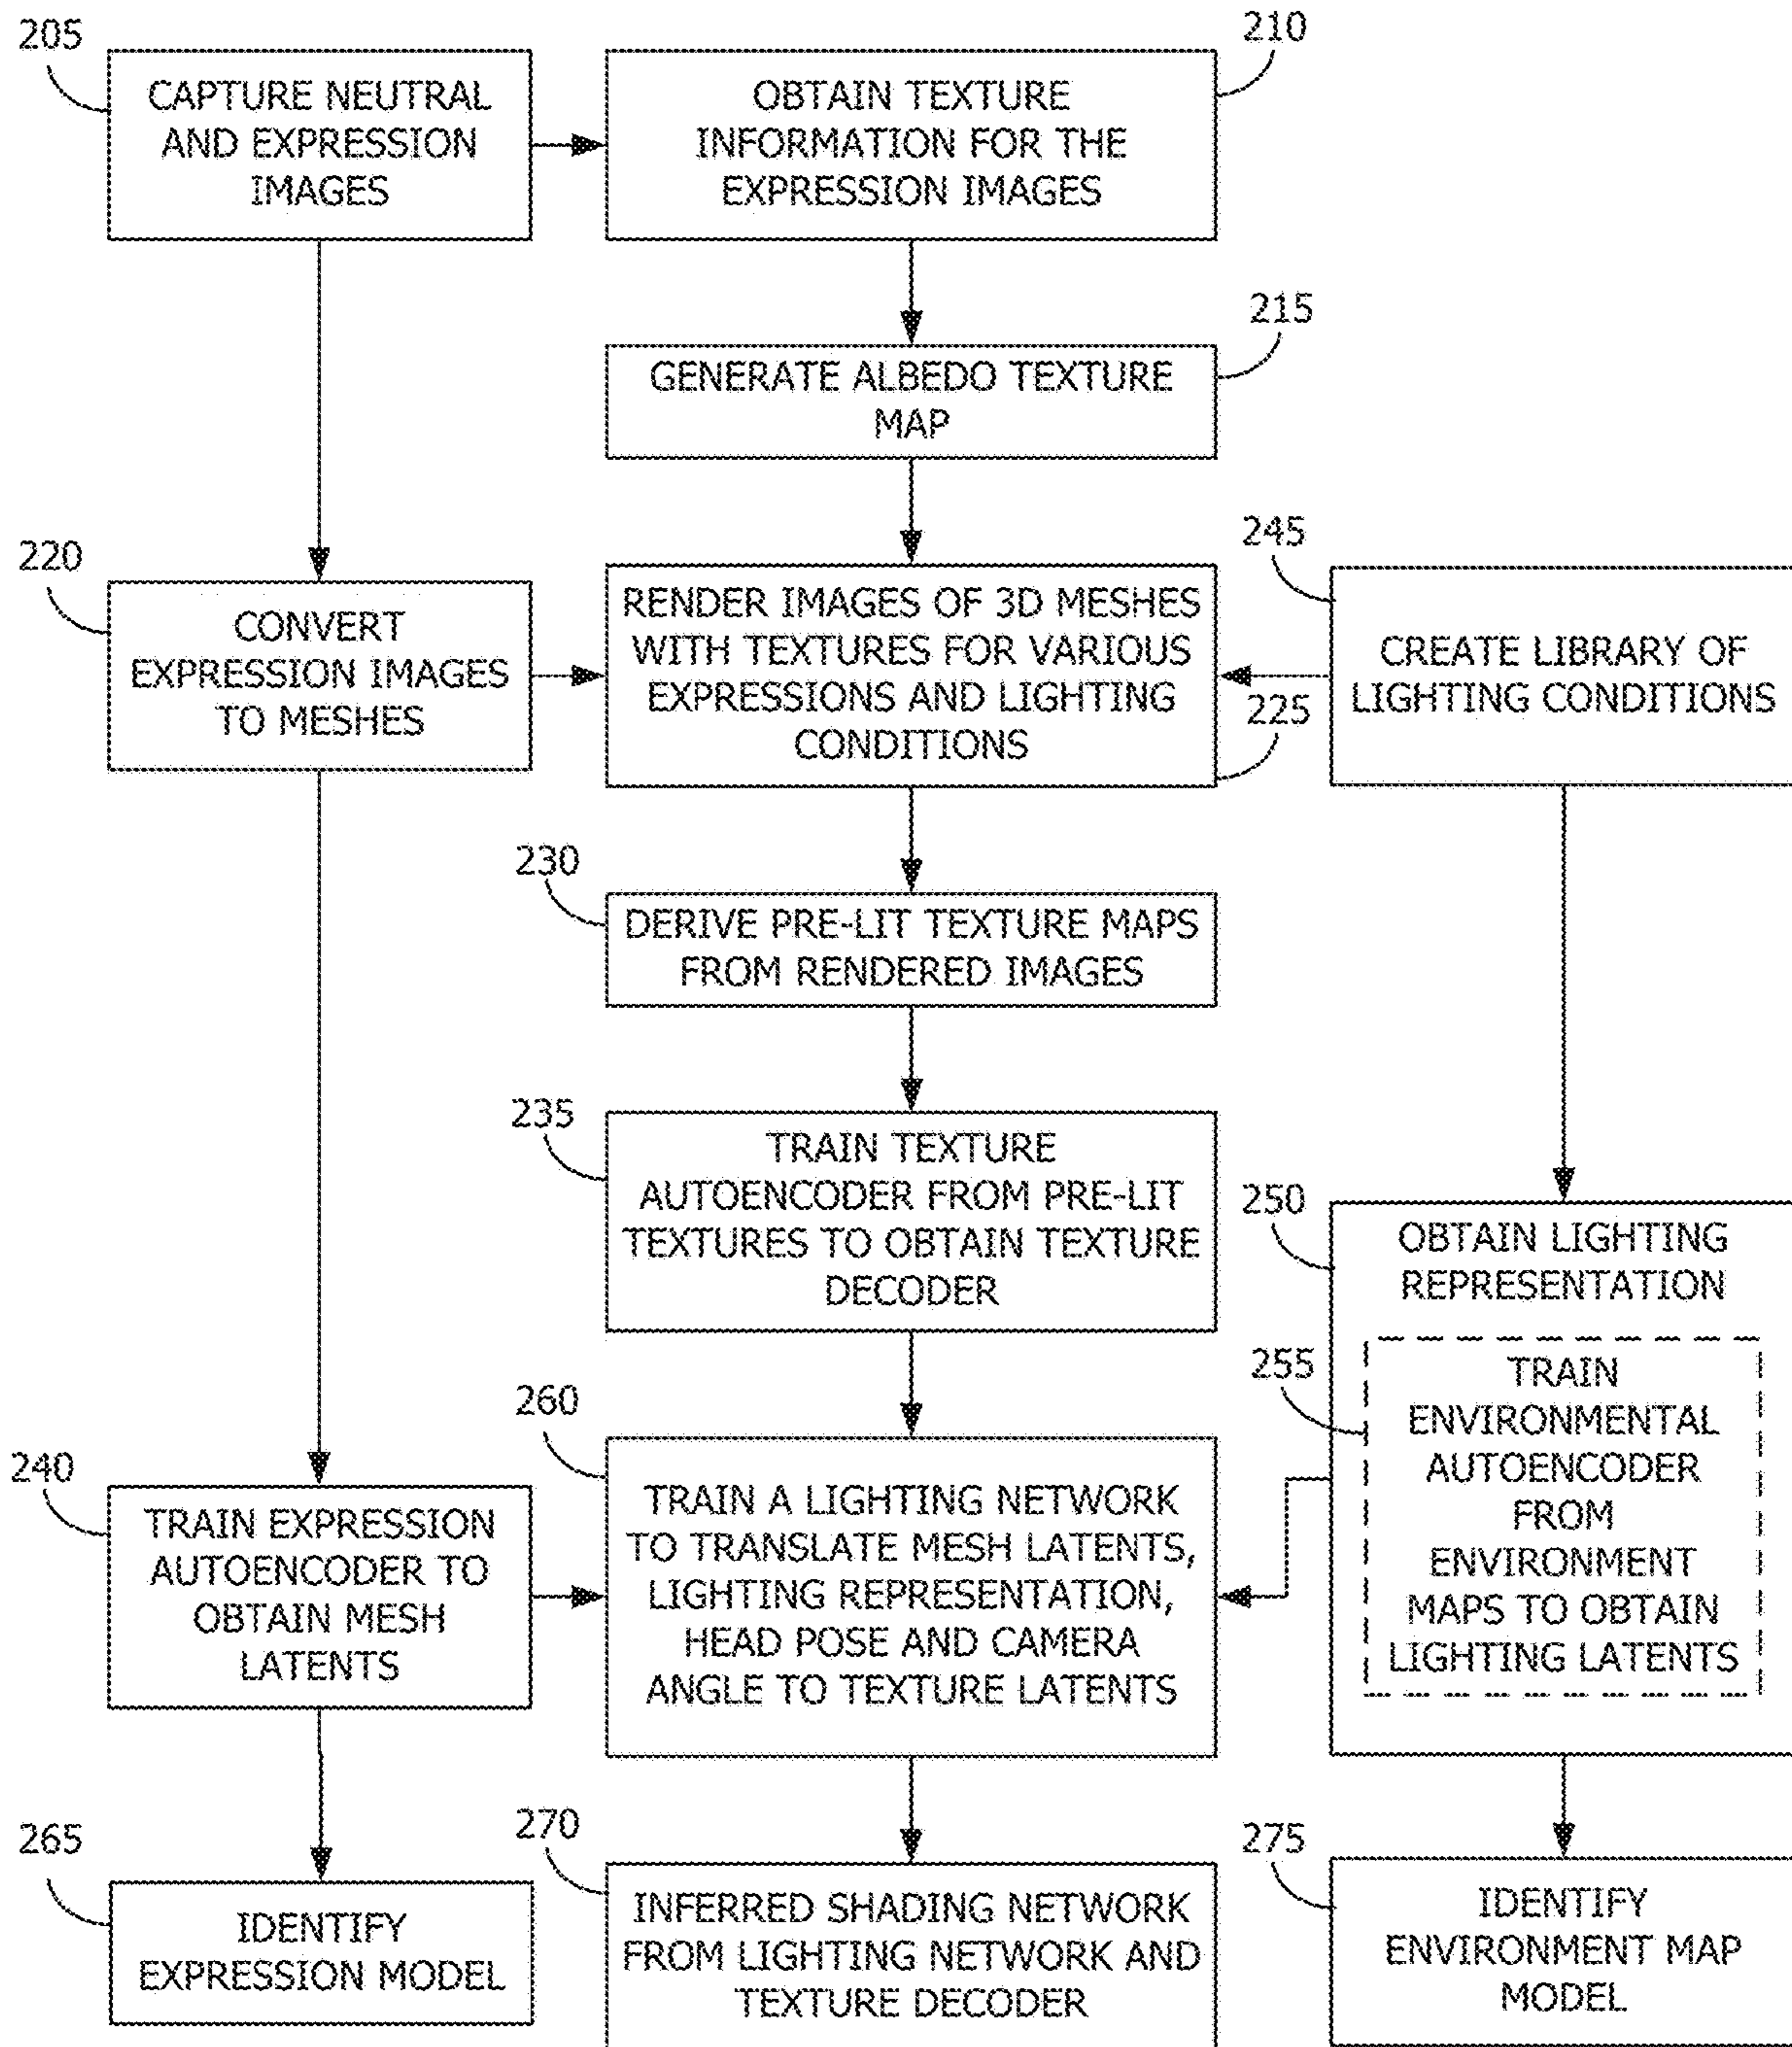 205
CAPTURE NEUTRAL
AND EXPRESSION
IMAGES
210
OBTAIN TEXTURE
INFORMATION FOR THE
EXPRESSION IMAGES
215
GENERATE ALBEDO TEXTURE
MAP
220
CONVERT
EXPRESSION IMAGES
TO MESHES
RENDER IMAGES OF 3D MESHES
WITH TEXTURES FOR VARIOUS
EXPRESSIONS AND LIGHTING
CONDITIONS
225
245
CREATE LIBRARY OF
LIGHTING CONDITIONS
230
DERIVE PRE-LIT TEXTURE MAPS
FROM RENDERED IMAGES
235
TRAIN TEXTURE
AUTOENCODER FROM PRE-LIT
TEXTURES TO OBTAIN TEXTURE
DECODER
250
OBTAIN LIGHTING
REPRESENTATION
255
TRAIN
ENVIRONMENTAL
AUTOENCODER
FROM
ENVIRONMENT
MAPS TO OBTAIN
LIGHTING LATENTS
240
TRAIN EXPRESSION
AUTOENCODER TO
OBTAIN MESH
LATENTS
260
TRAIN A LIGHTING NETWORK
TO TRANSLATE MESH LATENTS,
LIGHTING REPRESENTATION,
HEAD POSE AND CAMERA
ANGLE TO TEXTURE LATENTS
265
IDENTIFY
EXPRESSION MODEL
270
INFERRED SHADING NETWORK
FROM LIGHTING NETWORK AND
TEXTURE DECODER
275
IDENTIFY
ENVIRONMENT MAP
MODEL